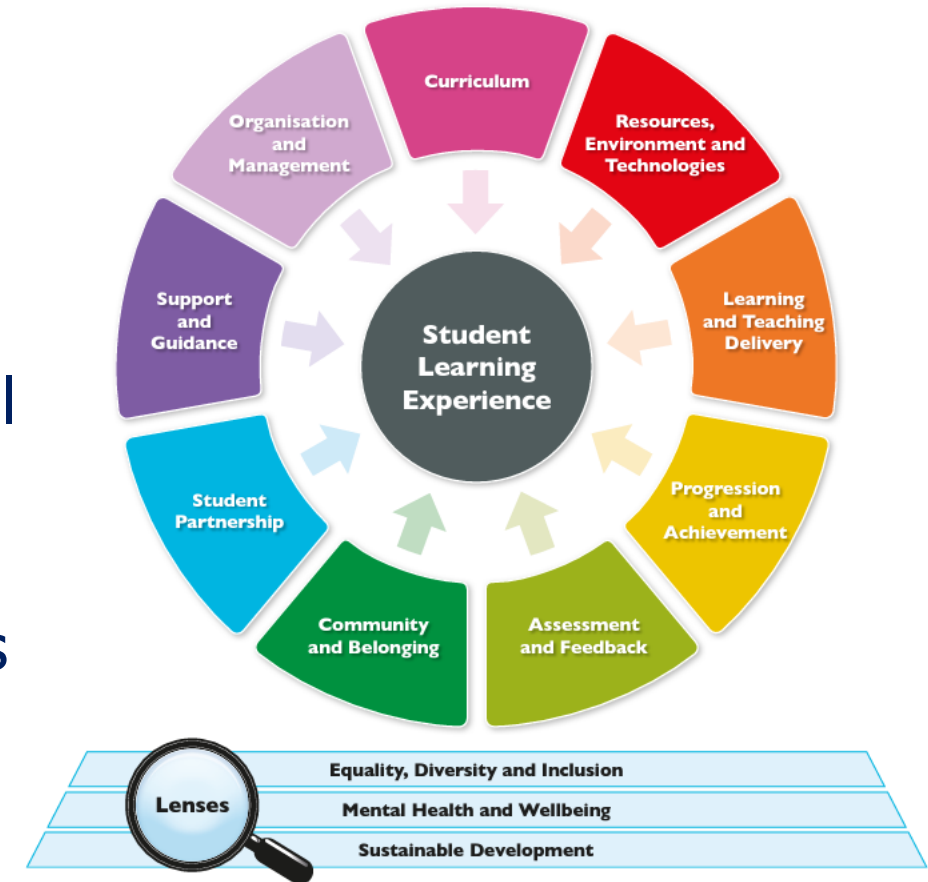 Curriculum
Resources,
Environment and
Technologies
Learning
and Teaching
Delivery
Progression
and
Achievement
Assessment
and Feedback
Community
and Belonging
Student
Partnership
Support
and
Guidance
Organisation
and
Management
Student
Learning
Experience
l
s
Lenses
Equality, Diversity and Inclusion
Mental Health and Wellbeing
Sustainable Development